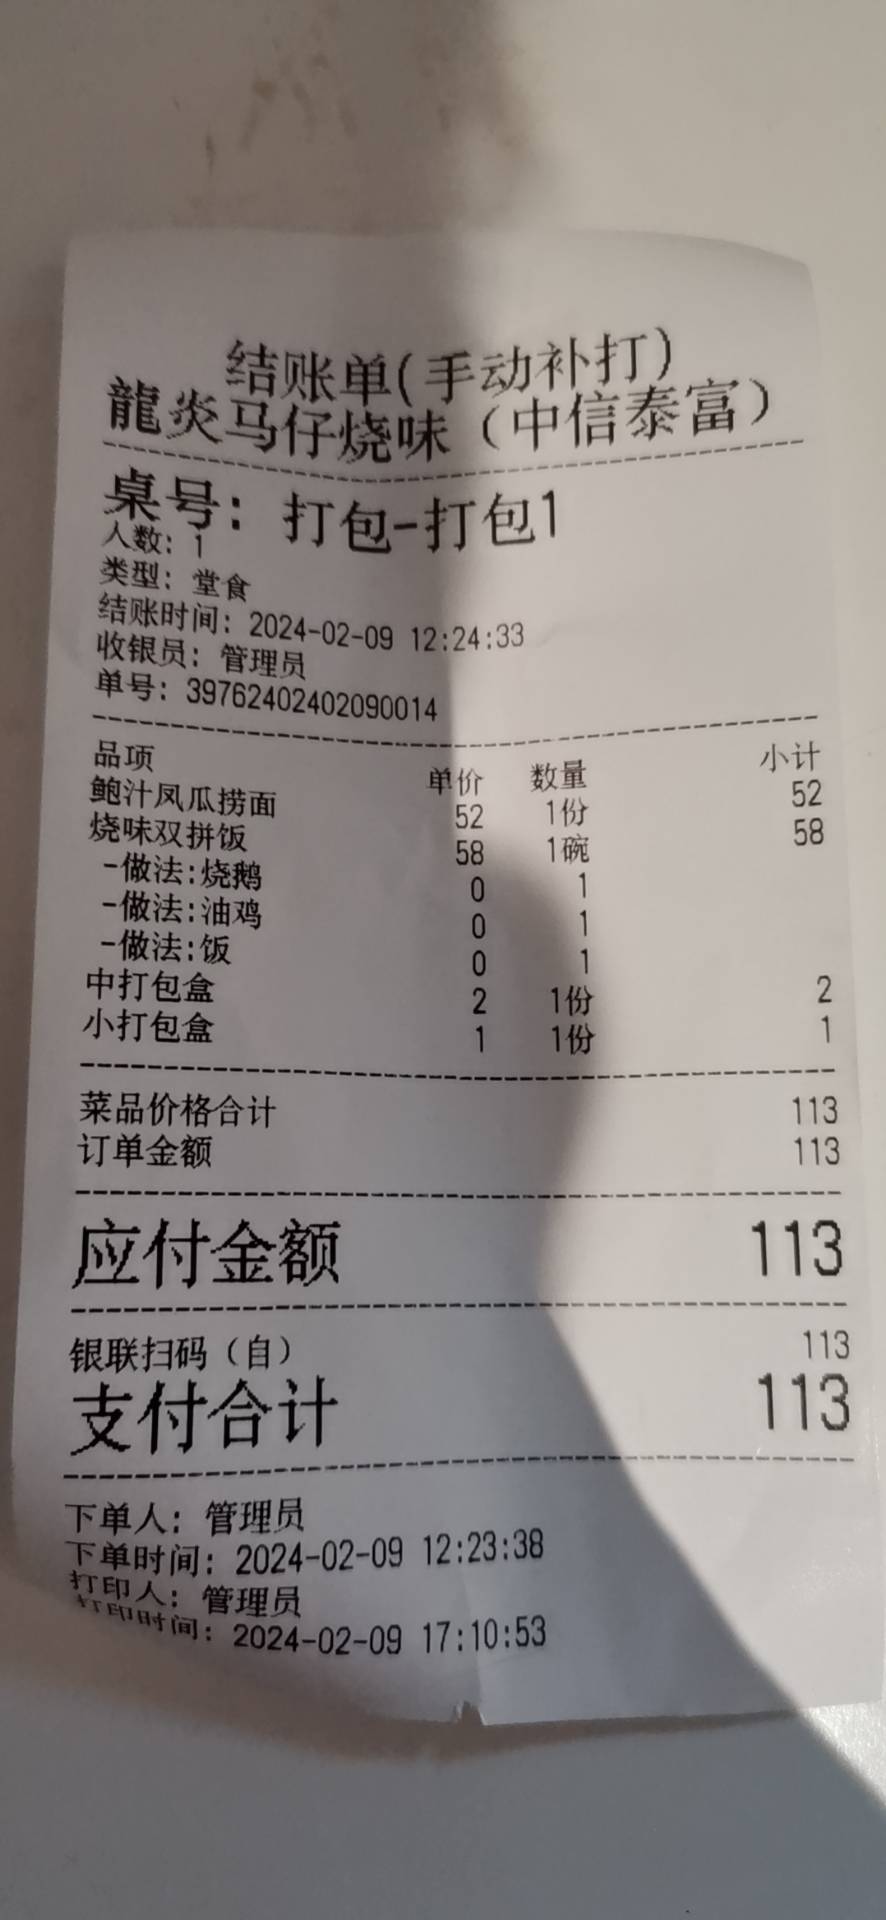 结账单(手动补打)
龍炎马仔烧味（中信泰富）
桌号: 打包-打包1
人数: 1
类型: 堂食
结账时间: 2024-02-09 12:24:33
收银员: 管理员
单号: 39762402402090014
品项 单价 数量 小计
鲍汁凤瓜捞面 52 1份 52
烧味双拼饭 58 1碗 58
-做法:烧鹅 0 1
-做法:油鸡 0 1
-做法:饭 0 1
中打包盒 2 1份 2
小打包盒 1 1份 1
菜品价格合计 113
订单金额 113
应付金额 113
银联扫码（自） 113
支付合计 113
下单人: 管理员
下单时间: 2024-02-09 12:23:38
打印人: 管理员
打印时间: 2024-02-09 17:10:53